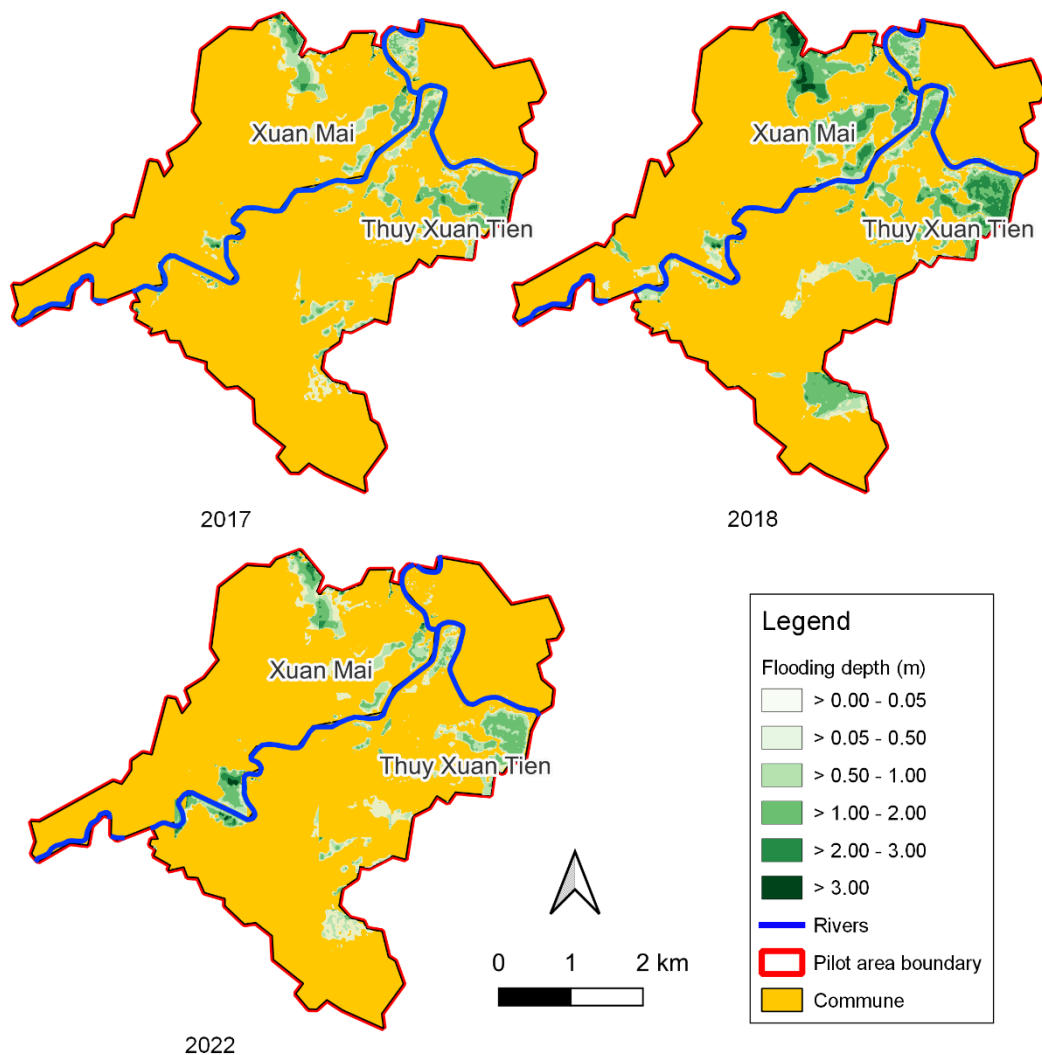 Xuan Mai
Thuy Xuan Tien
2017
Xuan Mai
Thuy Xuan Tien
2018
Xuan Mai
Thuy Xuan Tien
2022
Legend
Flooding depth (m)
> 0.00 - 0.05
> 0.05 - 0.50
> 0.50 - 1.00
> 1.00 - 2.00
> 2.00 - 3.00
> 3.00
Rivers
Pilot area boundary
Commune
0 1 2 km